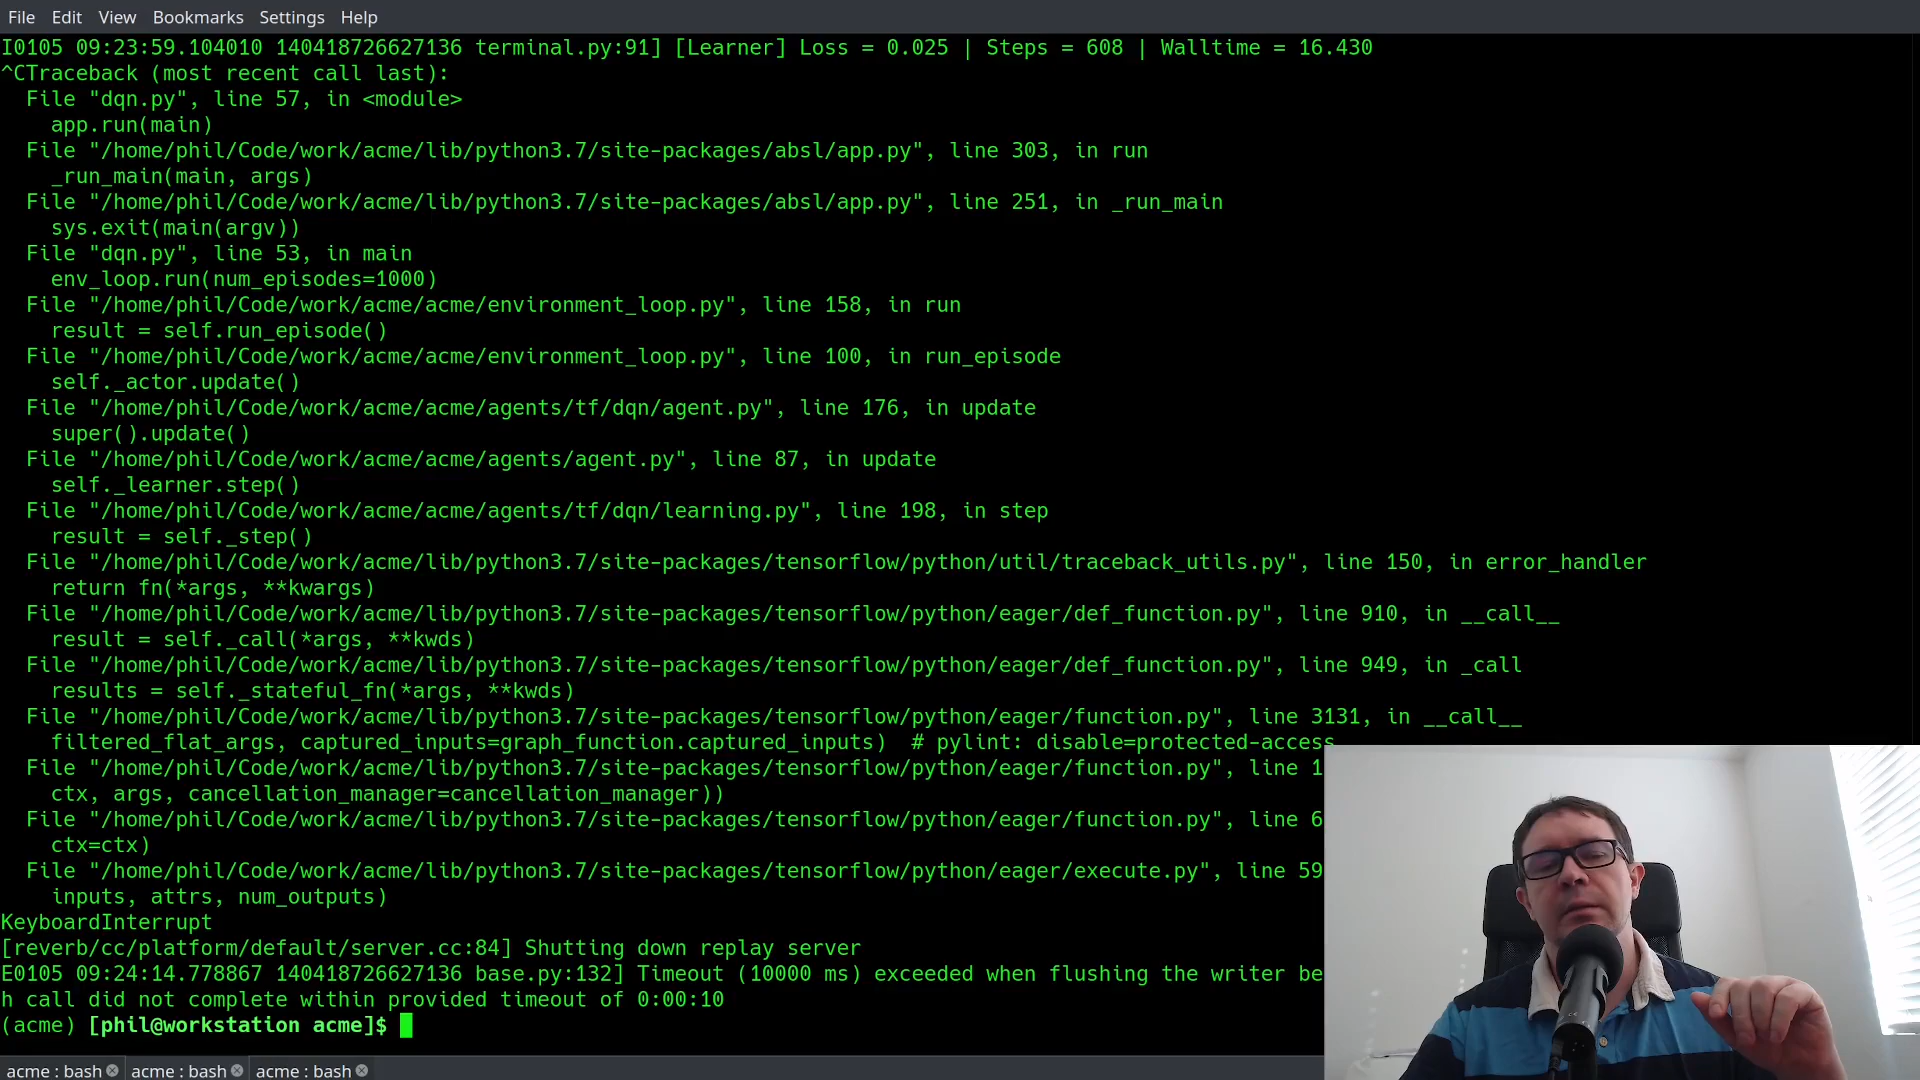 File Edit View Bookmarks Settings Help
I0105 09:23:59.104010 140418726627136 terminal.py:91] [Learner] Loss = 0.025 | Steps = 608 | Walltime = 16.430
^CTraceback (most recent call last):
File "dqn.py", line 57, in <module>
app.run(main)
File "/home/phil/Code/work/acme/lib/python3.7/site-packages/absl/app.py", line 303, in run
_run_main(main, args)
File "/home/phil/Code/work/acme/lib/python3.7/site-packages/absl/app.py", line 251, in _run_main
sys.exit(main(argv))
File "dqn.py", line 53, in main
env_loop.run(num_episodes=1000)
File "/home/phil/Code/work/acme/acme/environment_loop.py", line 158, in run
result = self.run_episode()
File "/home/phil/Code/work/acme/acme/environment_loop.py", line 100, in run_episode
self._actor.update()
File "/home/phil/Code/work/acme/acme/agents/tf/dqn/agent.py", line 176, in update
super().update()
File "/home/phil/Code/work/acme/acme/agents/agent.py", line 87, in update
self._learner.step()
File "/home/phil/Code/work/acme/acme/agents/tf/dqn/learning.py", line 198, in step
result = self._step()
File "/home/phil/Code/work/acme/lib/python3.7/site-packages/tensorflow/python/util/traceback_utils.py", line 150, in error_handler
return fn(*args, **kwargs)
File "/home/phil/Code/work/acme/lib/python3.7/site-packages/tensorflow/python/eager/def_function.py", line 910, in __call__
result = self._call(*args, **kwds)
File "/home/phil/Code/work/acme/lib/python3.7/site-packages/tensorflow/python/eager/def_function.py", line 949, in _call
results = self._stateful_fn(*args, **kwds)
File "/home/phil/Code/work/acme/lib/python3.7/site-packages/tensorflow/python/eager/function.py", line 3131, in __call__
filtered_flat_args, captured_inputs=graph_function.captured_inputs)  # pylint: disable=protected-access
File "/home/phil/Code/work/acme/lib/python3.7/site-packages/tensorflow/python/eager/function.py", line 1
ctx, args, cancellation_manager=cancellation_manager))
File "/home/phil/Code/work/acme/lib/python3.7/site-packages/tensorflow/python/eager/function.py", line 6
ctx=ctx)
File "/home/phil/Code/work/acme/lib/python3.7/site-packages/tensorflow/python/eager/execute.py", line 59
inputs, attrs, num_outputs)
KeyboardInterrupt
[reverb/cc/platform/default/server.cc:84] Shutting down replay server
E0105 09:24:14.778867 140418726627136 base.py:132] Timeout (10000 ms) exceeded when flushing the writer be
h call did not complete within provided timeout of 0:00:10
(acme) [phil@workstation acme]$
acme : bash acme : bash acme : bash